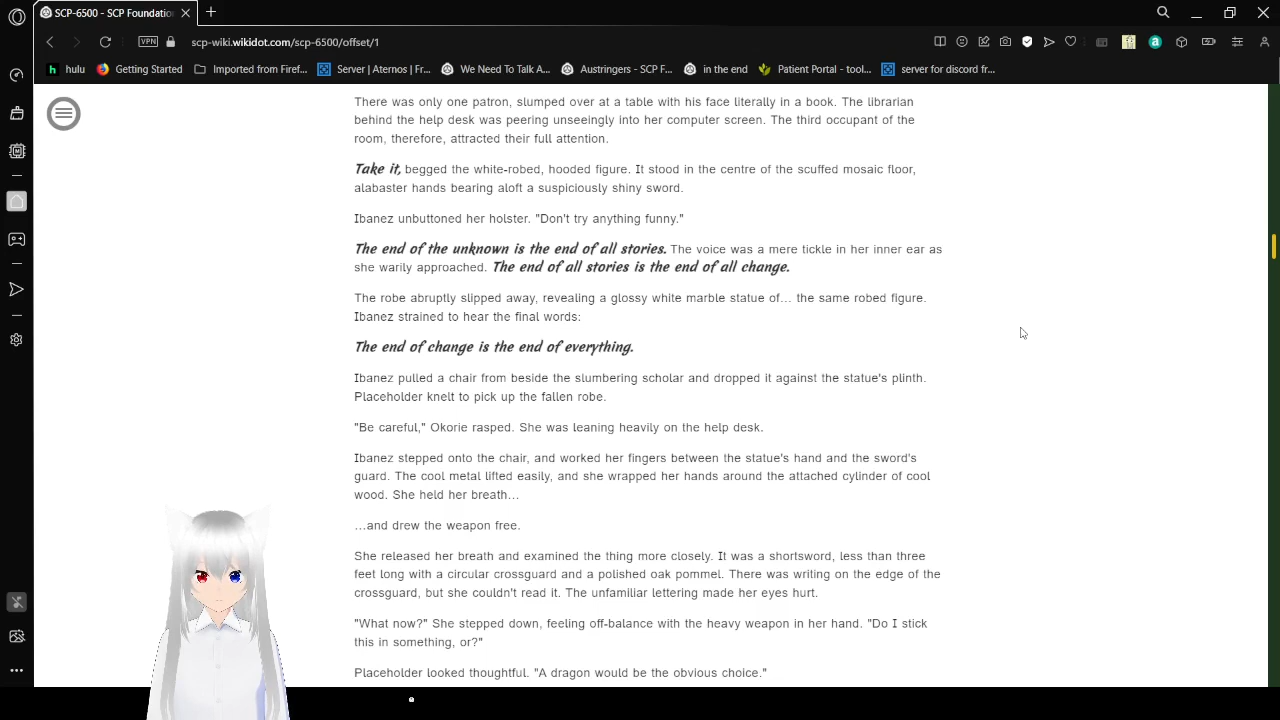 SCP-6500 - SCP Foundatio
VPN
scp-wiki.wikidot.com/scp-6500/offset/1
hulu
Getting Started
Imported from Firef...
Server | Aternos | Fr...
We Need To Talk A...
Austringers - SCP F...
in the end
Patient Portal - tool...
server for discord fr...
There was only one patron, slumped over at a table with his face literally in a book. The librarian
behind the help desk was peering unseeingly into her computer screen. The third occupant of the
room, therefore, attracted their full attention.
Take it, begged the white-robed, hooded figure. It stood in the centre of the scuffed mosaic floor,
alabaster hands bearing aloft a suspiciously shiny sword.
Ibanez unbuttoned her holster. "Don't try anything funny."
The end of the unknown is the end of all stories. The voice was a mere tickle in her inner ear as
she warily approached. The end of all stories is the end of all change.
The robe abruptly slipped away, revealing a glossy white marble statue of… the same robed figure.
Ibanez strained to hear the final words:
The end of change is the end of everything.
Ibanez pulled a chair from beside the slumbering scholar and dropped it against the statue's plinth.
Placeholder knelt to pick up the fallen robe.
"Be careful," Okorie rasped. She was leaning heavily on the help desk.
Ibanez stepped onto the chair, and worked her fingers between the statue's hand and the sword's
guard. The cool metal lifted easily, and she wrapped her hands around the attached cylinder of cool
wood. She held her breath…
…and drew the weapon free.
She released her breath and examined the thing more closely. It was a shortsword, less than three
feet long with a circular crossguard and a polished oak pommel. There was writing on the edge of the
crossguard, but she couldn't read it. The unfamiliar lettering made her eyes hurt.
"What now?" She stepped down, feeling off-balance with the heavy weapon in her hand. "Do I stick
this in something, or?"
Placeholder looked thoughtful. "A dragon would be the obvious choice."